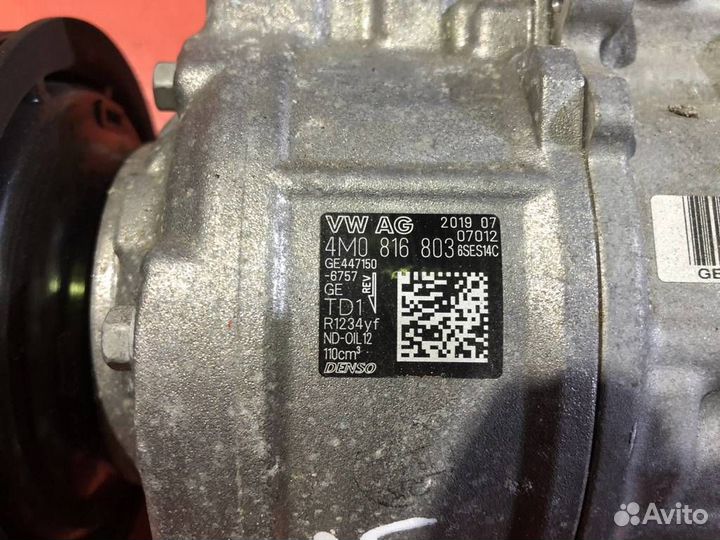 VW AG 2019 07
07012
4M0 816 803 6SES14C
GE447150
-6757
GE REV
TD1
R1234yf
ND-OIL12
110cm³
DENSO
GE
Avito